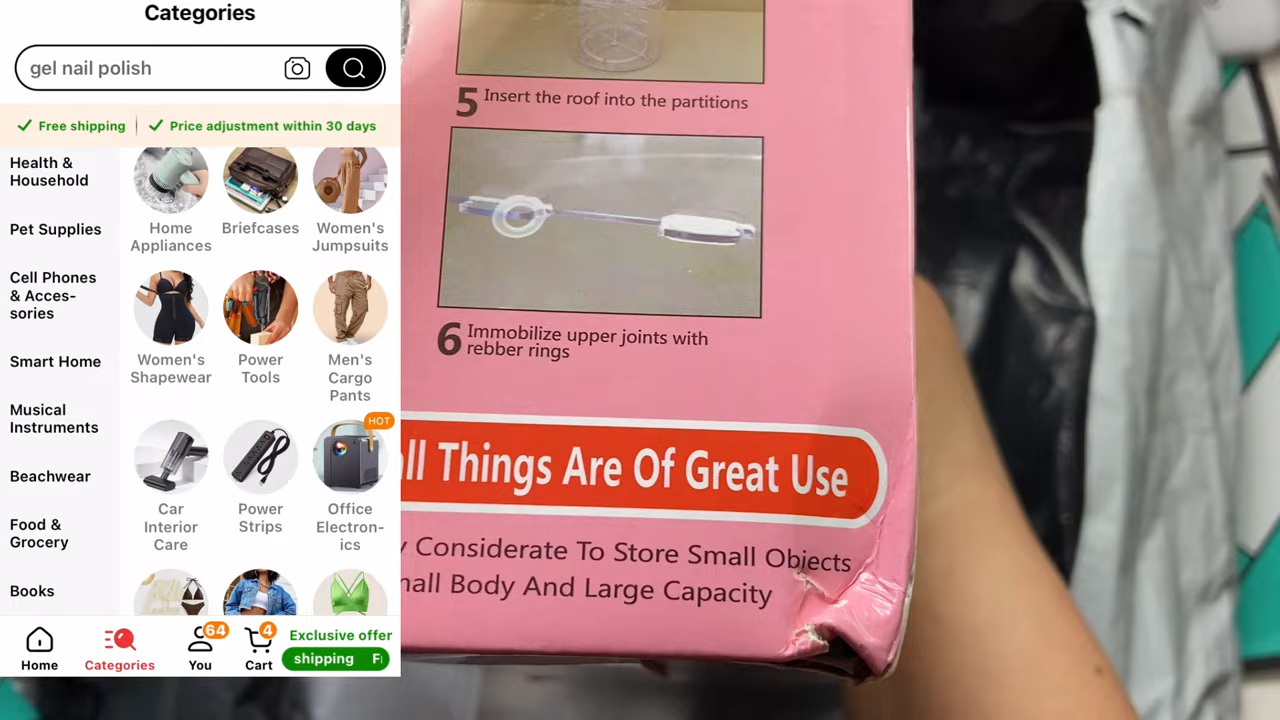 Categories
gel nail polish
Free shipping
Price adjustment within 30 days
Health &
Household
Pet Supplies
Cell Phones
& Acces-
sories
Smart Home
Musical
Instruments
Beachwear
Food &
Grocery
Books
Home
Appliances
Briefcases
Women's
Jumpsuits
Women's
Shapewear
Power
Tools
Men's
Cargo
Pants
HOT
Car
Interior
Care
Power
Strips
Office
Electron-
ics
Home
Categories
64
You
4
Cart
Exclusive offer
shipping
5 Insert the roof into the partitions
6 Immobilize upper joints with
rebber rings
Things Are Of Great Use
Considerate To Store Small Objects
Body And Large Capacity